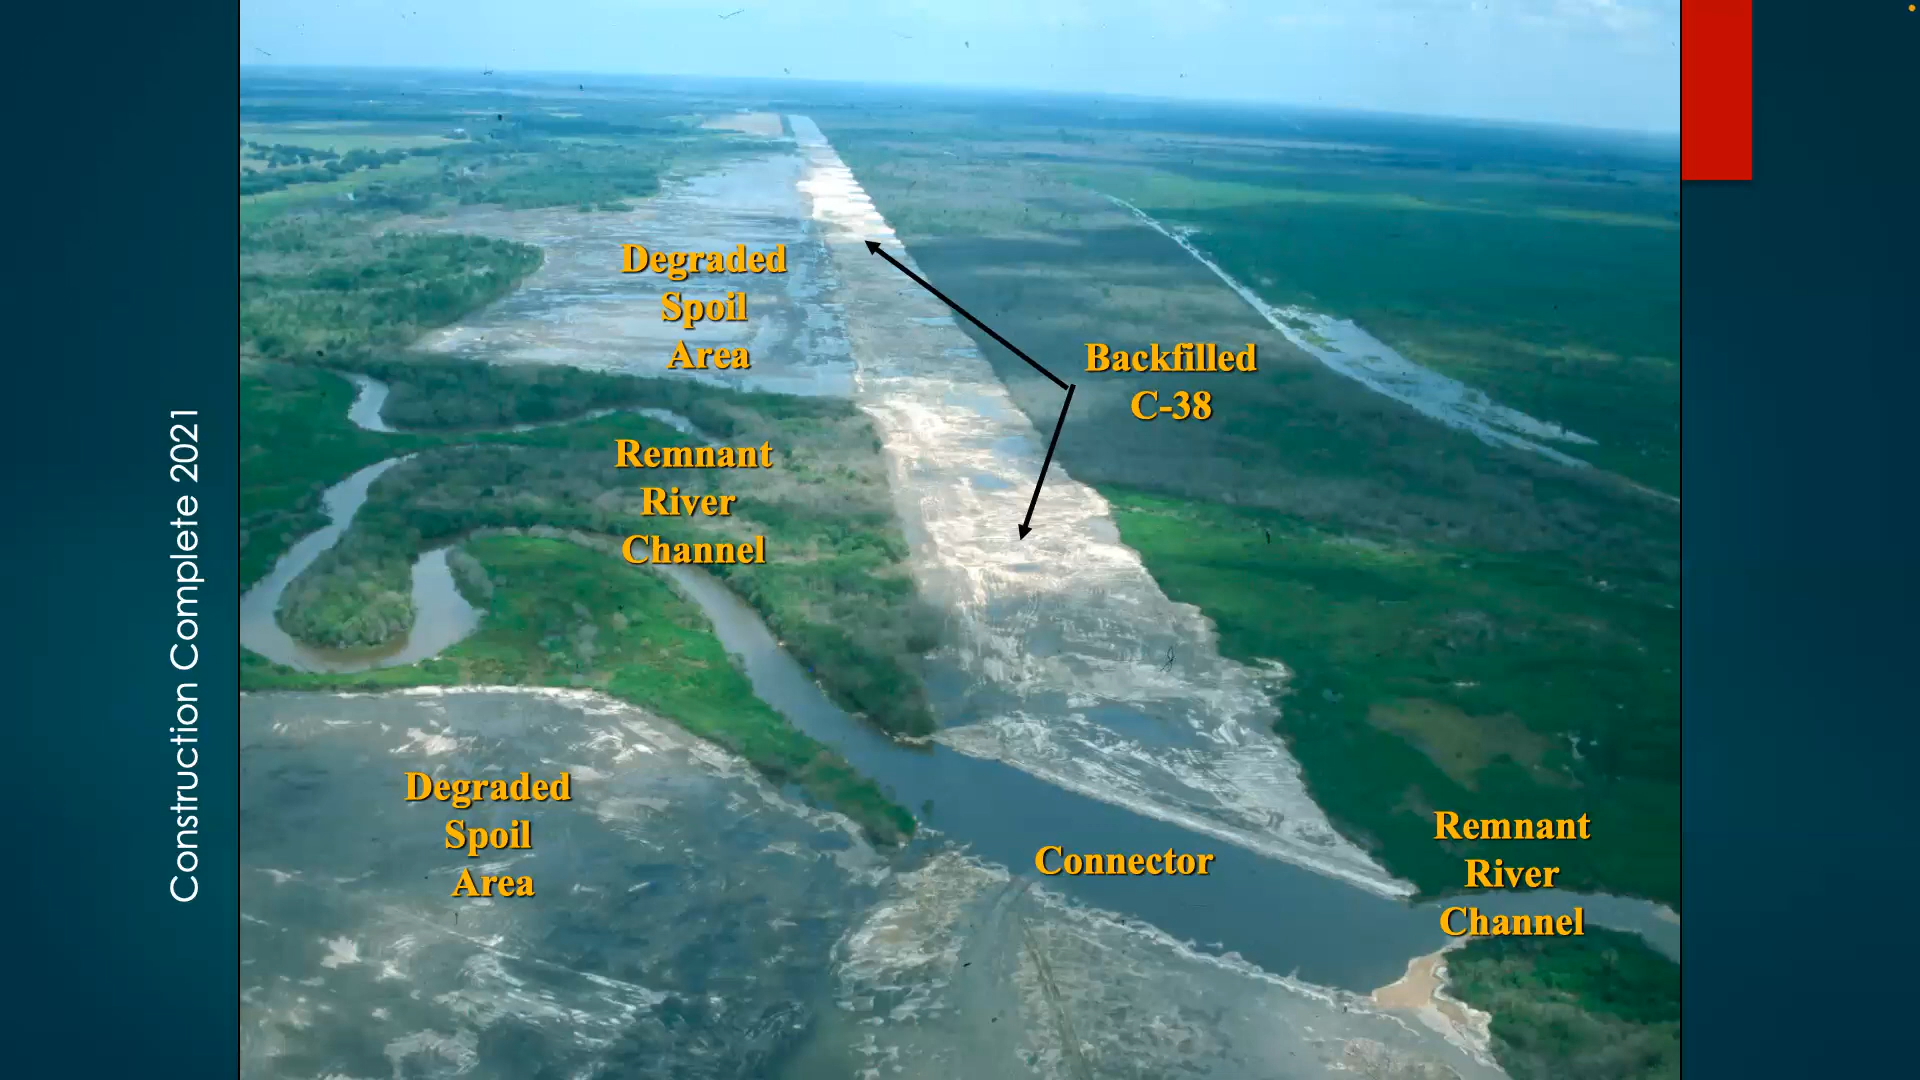 Construction Complete 2021
Degraded
Spoil
Area
Backfilled
C-38
Remnant
River
Channel
Degraded
Spoil
Area
Connector
Remnant
River
Channel